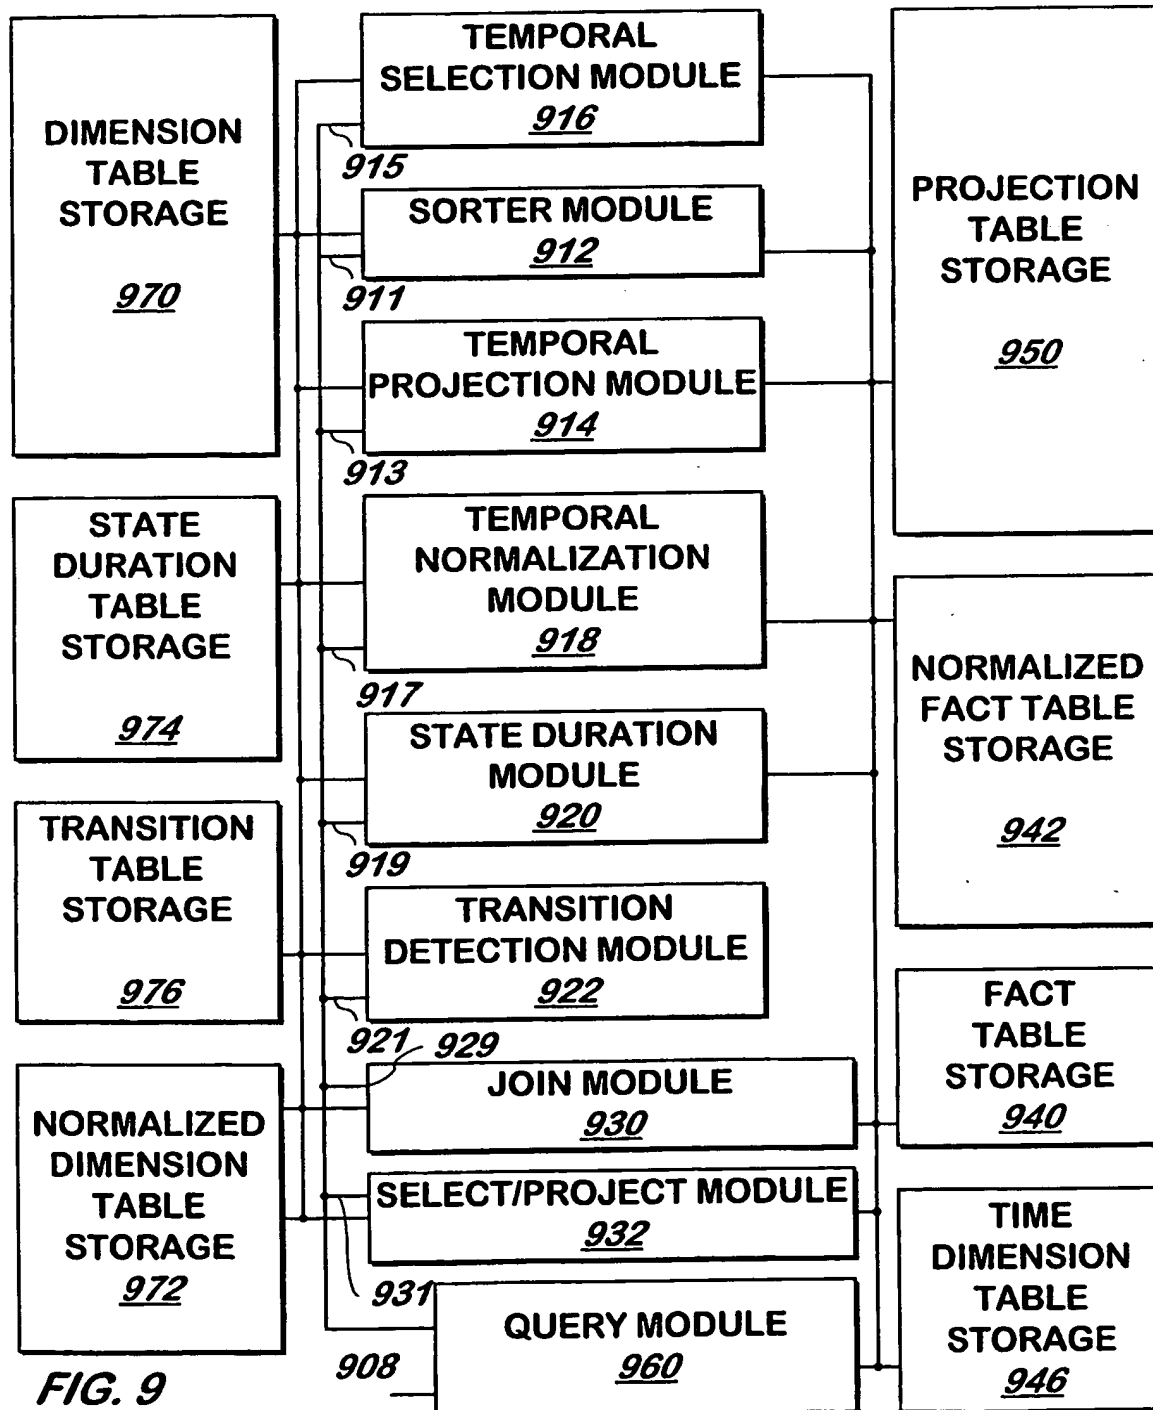 DIMENSION
TABLE
STORAGE
970
STATE
DURATION
TABLE
STORAGE
974
TRANSITION
TABLE
STORAGE
976
NORMALIZED
DIMENSION
TABLE
STORAGE
972
TEMPORAL
SELECTION MODULE
916
915
SORTER MODULE
912
911
TEMPORAL
PROJECTION MODULE
914
913
TEMPORAL
NORMALIZATION
MODULE
918
917
STATE DURATION
MODULE
920
919
TRANSITION
DETECTION MODULE
922
921
929
JOIN MODULE
930
SELECT/PROJECT MODULE
932
931
QUERY MODULE
960
908
PROJECTION
TABLE
STORAGE
950
NORMALIZED
FACT TABLE
STORAGE
942
FACT
TABLE
STORAGE
940
TIME
DIMENSION
TABLE
STORAGE
946
FIG. 9